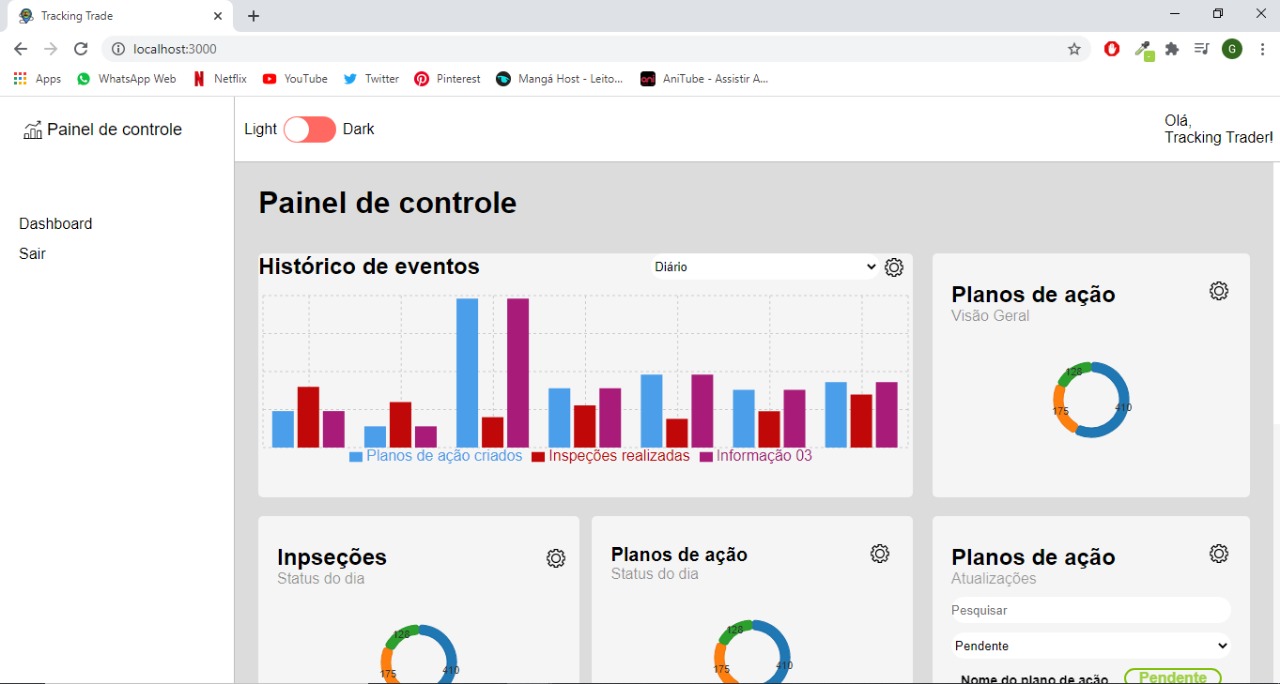 Tracking Trade
localhost:3000
G
Apps
WhatsApp Web
Netflix
YouTube
Twitter
Pinterest
Mangá Host - Leito...
AniTube - Assistir A...
Painel de controle
Light
Dark
Olá,
Tracking Trader!
Dashboard
Sair
Painel de controle
Histórico de eventos
Diário
Planos de ação criados
Inspeções realizadas
Informação 03
Planos de ação
Visão Geral
128
175
410
Inpseções
Status do dia
128
175
410
Planos de ação
Status do dia
128
175
410
Planos de ação
Atualizações
Pesquisar
Pendente
Nome do plano de ação
Pendente